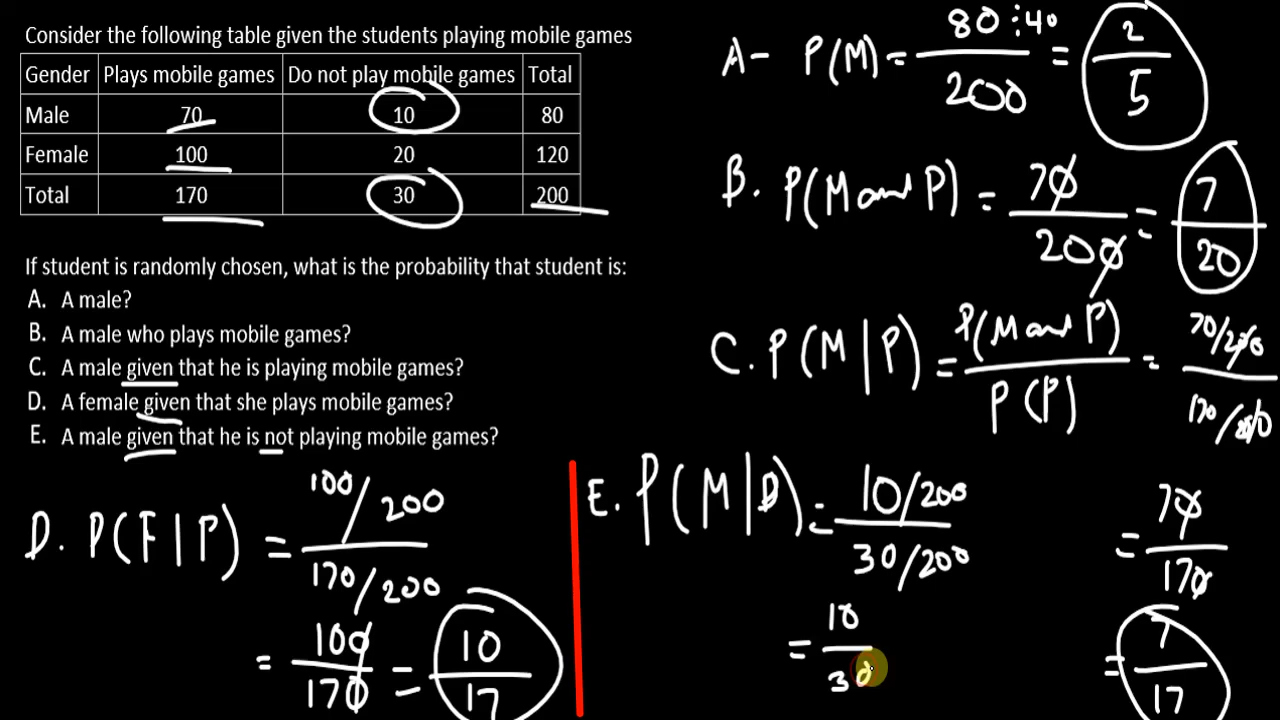 Consider the following table given the students playing mobile games
Gender Plays mobile games Do not play mobile games Total
Male 70 10 80
Female 100 20 120
Total 170 30 200
If student is randomly chosen, what is the probability that student is:
A. A male?
B. A male who plays mobile games?
C. A male given that he is playing mobile games?
D. A female given that she plays mobile games?
E. A male given that he is not playing mobile games?
A- P(M) = 80 :40 / 200 = 2/5
B. P(M and P) = 70/200 = 7/20
C. P(M|P) = P(M and P) / P(P) = 70/200 / 170/200
= 70/170
= 7/17
D. P(F|P) = 100/200 / 170/200
= 100/170 = 10/17
E. P(M|D) = 10/200 / 30/200
= 10/30